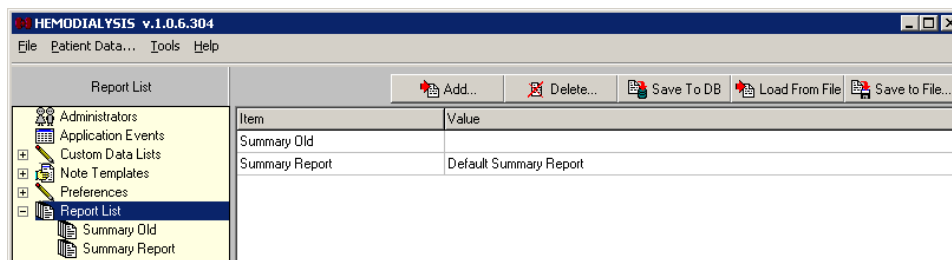 HEMODIALYSIS v.1.0.6.304
File Patient Data... Tools Help
Report List
Add... Delete... Save To DB Load From File Save to File...
Administrators
Application Events
Custom Data Lists
Note Templates
Preferences
Report List
Summary Old
Summary Report
Item Value
Summary Old
Summary Report Default Summary Report